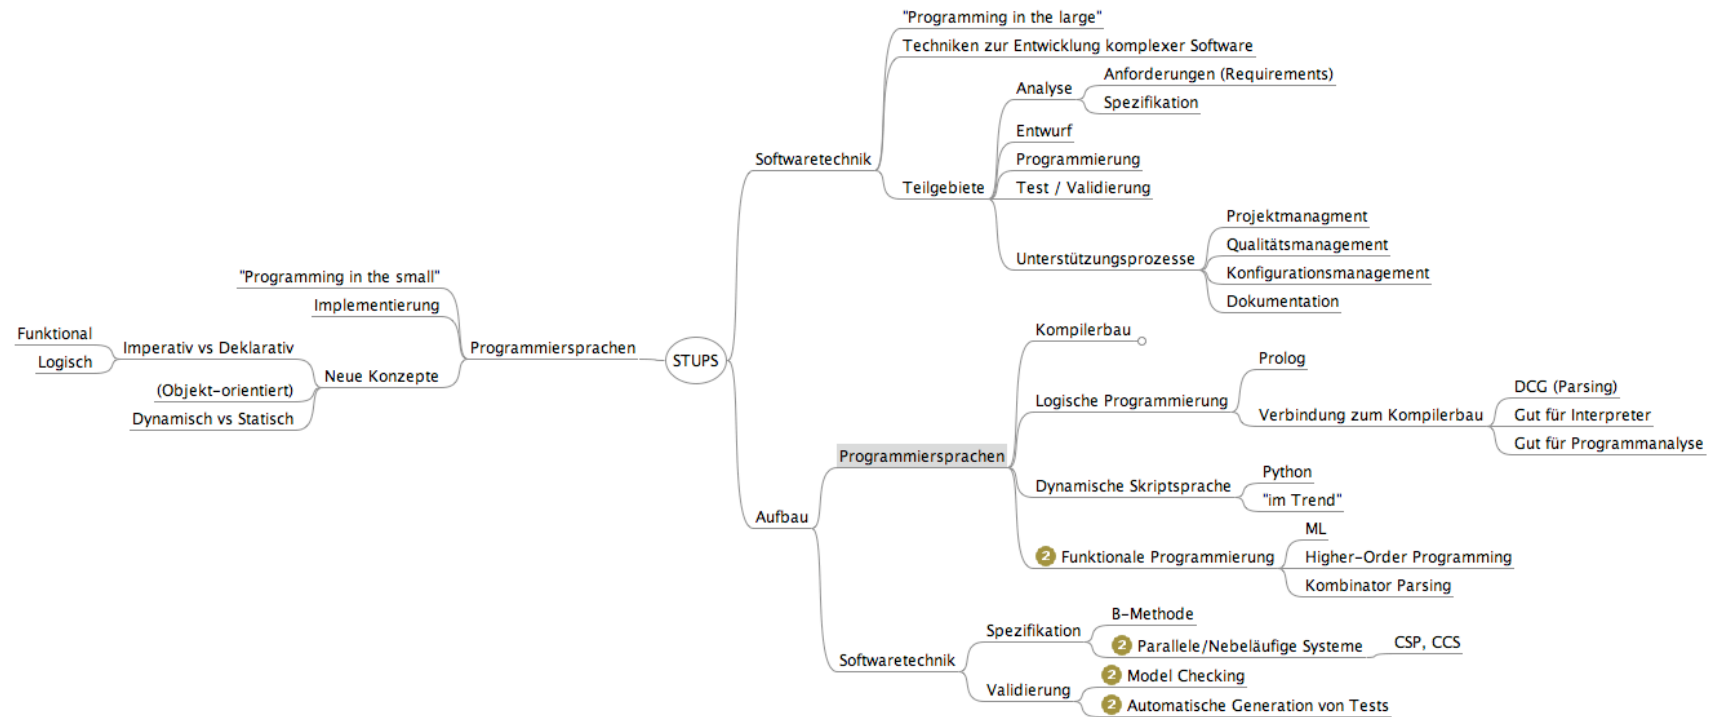 "Programming in the large"
Techniken zur Entwicklung komplexer Software
Anforderungen (Requirements)
Analyse
Spezifikation
Entwurf
Softwaretechnik
Programmierung
Teilgebiete
Test / Validierung
Projektmanagment
Qualitätsmanagement
Unterstützungsprozesse
Konfigurationsmanagement
Dokumentation
"Programming in the small"
Implementierung
Funktional
Imperativ vs Deklarativ
Logisch
Programmiersprachen
STUPS
Neue Konzepte
(Objekt-orientiert)
Dynamisch vs Statisch
Kompilerbau
Prolog
Logische Programmierung
DCG (Parsing)
Verbindung zum Kompilerbau
Gut für Interpreter
Gut für Programmanalyse
Programmiersprachen
Python
Dynamische Skriptsprache
"im Trend"
Aufbau
ML
2 Funktionale Programmierung
Higher-Order Programming
Kombinator Parsing
B-Methode
Spezifikation
2 Parallele/Nebeläufige Systeme
CSP, CCS
Softwaretechnik
2 Model Checking
Validierung
2 Automatische Generation von Tests